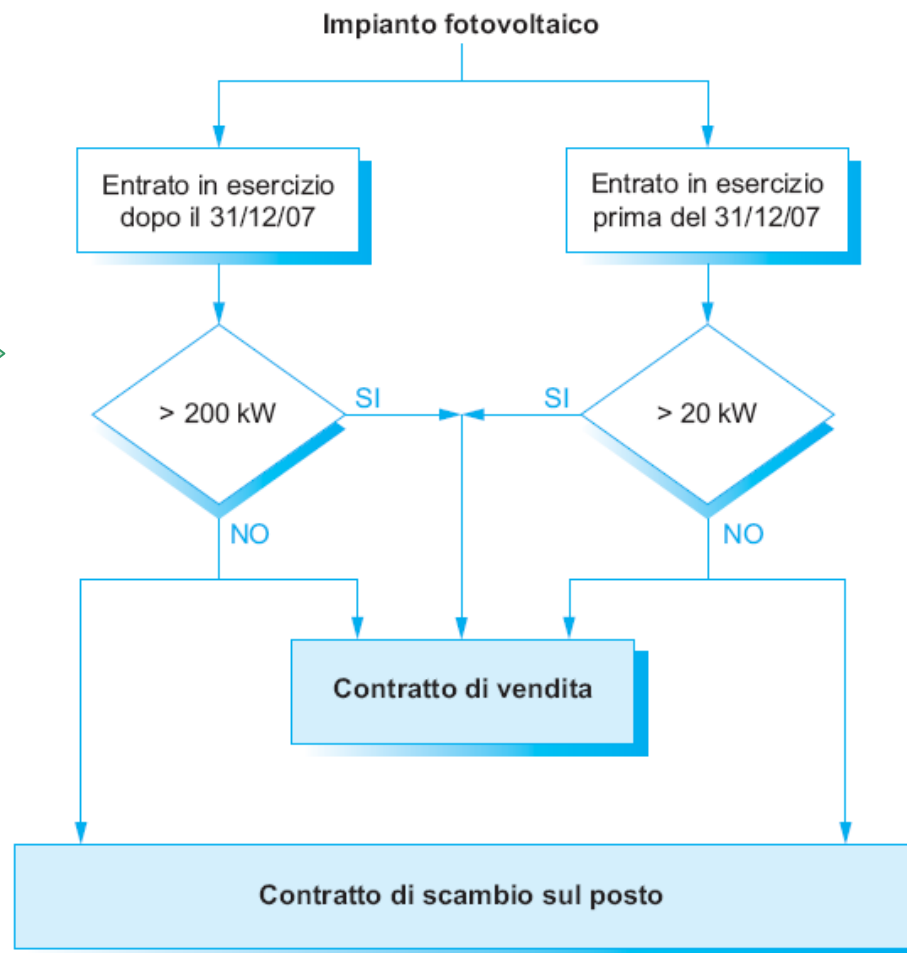 Impianto fotovoltaico
Entrato in esercizio
dopo il 31/12/07
Entrato in esercizio
prima del 31/12/07
> 200 kW
SI
SI
> 20 kW
NO
NO
Contratto di vendita
Contratto di scambio sul posto